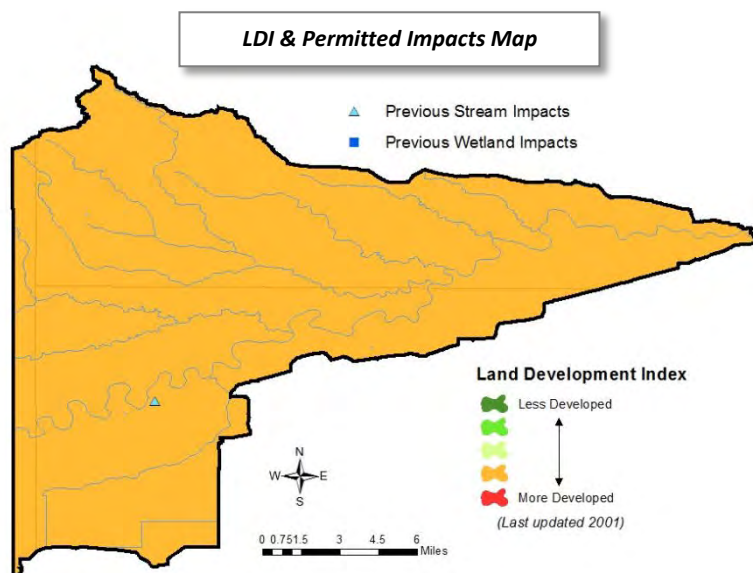 LDI & Permitted Impacts Map
Previous Stream Impacts
Previous Wetland Impacts
Land Development Index
Less Developed
More Developed
(Last updated 2001)
N
W E
S
0 0.751.5 3 4.5 6
Miles